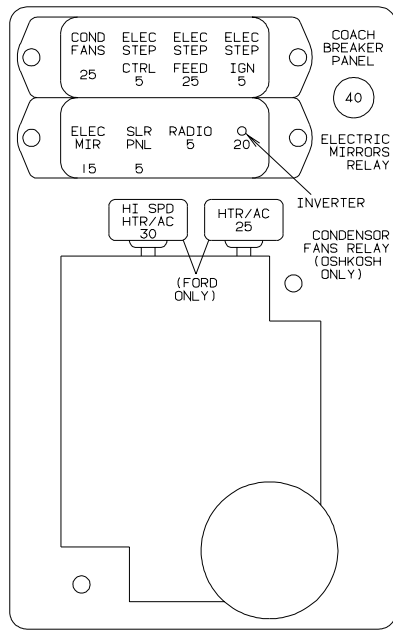 COND ELEC ELEC ELEC
FANS STEP STEP STEP
CTRL FEED IGN
25 5 25 5
COACH
BREAKER
PANEL
40
ELEC SLR RADIO
MIR PNL 5 20
15 5
ELECTRIC
MIRRORS
RELAY
INVERTER
HI SPD
HTR/AC
30
HTR/AC
25
(FORD
ONLY)
CONDENSOR
FANS RELAY
(OSHKOSH
ONLY)